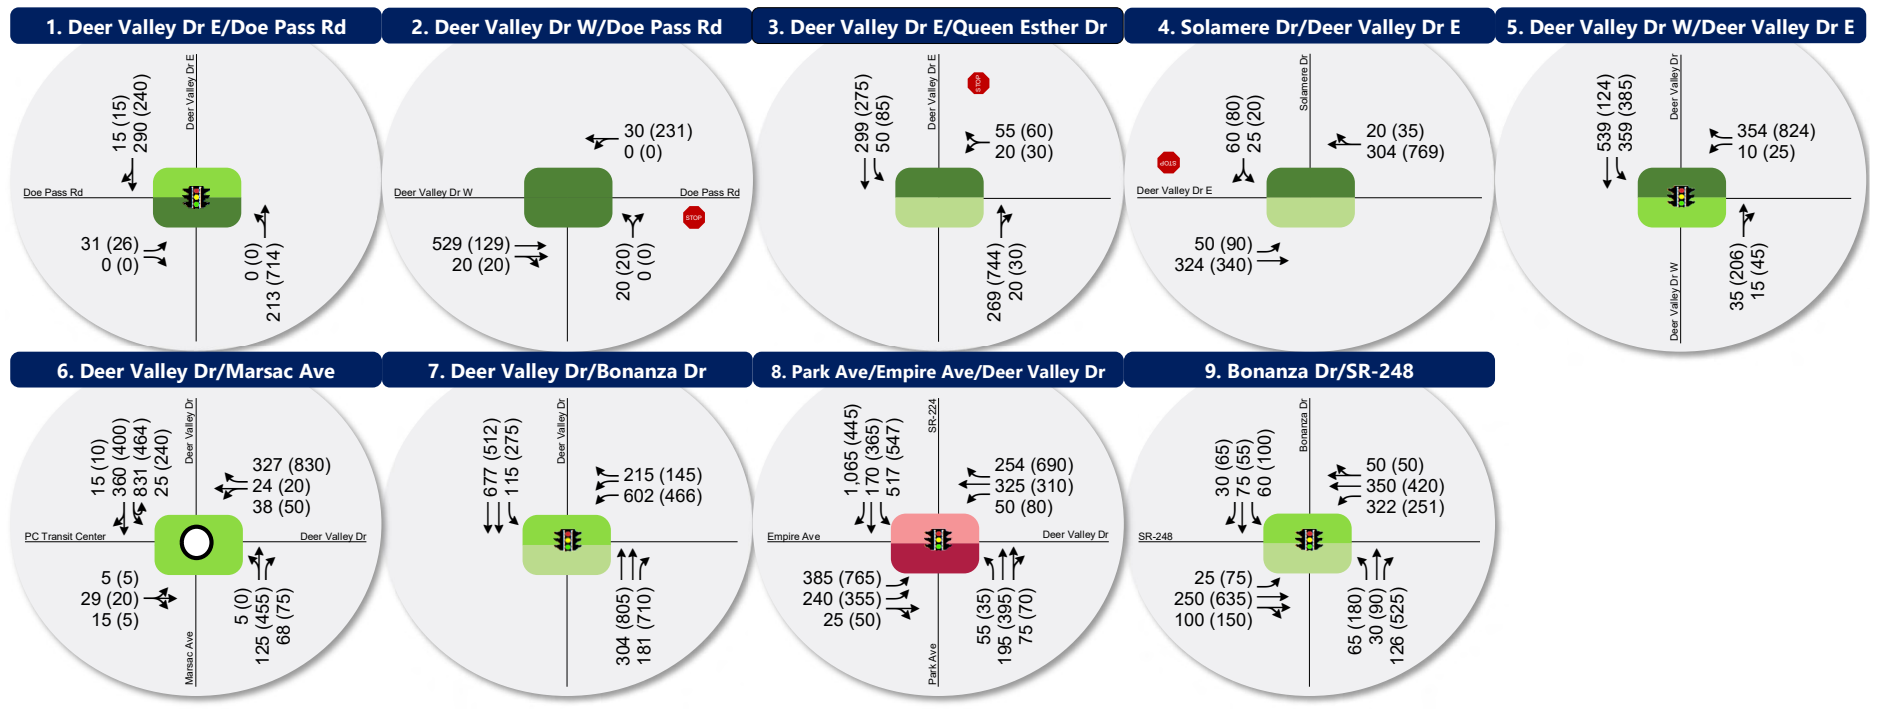 1. Deer Valley Dr E/Doe Pass Rd
Deer Valley Dr E
15 (15)
290 (240)
Doe Pass Rd
31 (26)
0 (0)
0 (0)
213 (714)
2. Deer Valley Dr W/Doe Pass Rd
30 (231)
0 (0)
Deer Valley Dr W
Doe Pass Rd
STOP
529 (129)
20 (20)
20 (20)
0 (0)
3. Deer Valley Dr E/Queen Esther Dr
Deer Valley Dr E
STOP
299 (275)
50 (85)
55 (60)
20 (30)
269 (744)
20 (30)
4. Solamere Dr/Deer Valley Dr E
Solamere Dr
60 (80)
25 (20)
20 (35)
304 (769)
STOP
Deer Valley Dr E
50 (90)
324 (340)
5. Deer Valley Dr W/Deer Valley Dr E
Deer Valley Dr
539 (124)
359 (385)
354 (824)
10 (25)
35 (206)
15 (45)
Deer Valley Dr W
6. Deer Valley Dr/Marsac Ave
Deer Valley Dr
15 (10)
360 (400)
831 (464)
25 (240)
327 (830)
24 (20)
38 (50)
PC Transit Center
Deer Valley Dr
5 (5)
29 (20)
15 (5)
5 (0)
125 (455)
68 (75)
Marsac Ave
7. Deer Valley Dr/Bonanza Dr
Deer Valley Dr
677 (512)
115 (275)
215 (145)
602 (466)
304 (805)
181 (710)
8. Park Ave/Empire Ave/Deer Valley Dr
SR-224
1,065 (445)
170 (365)
517 (547)
254 (690)
325 (310)
50 (80)
Empire Ave
Deer Valley Dr
385 (765)
240 (355)
25 (50)
55 (35)
195 (395)
75 (70)
Park Ave
9. Bonanza Dr/SR-248
Bonanza Dr
30 (65)
75 (55)
60 (100)
50 (50)
350 (420)
322 (251)
SR-248
25 (75)
250 (635)
100 (150)
65 (180)
30 (90)
126 (525)